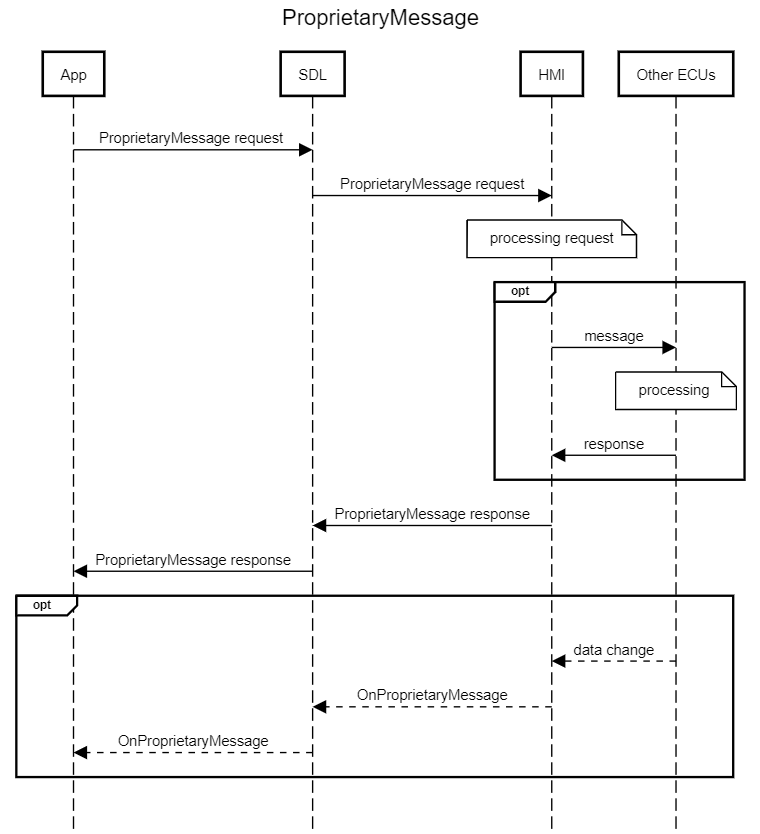 ProprietaryMessage
App SDL HMI Other ECUs
ProprietaryMessage request
ProprietaryMessage request
processing request
opt
message
processing
response
ProprietaryMessage response
ProprietaryMessage response
opt
data change
OnProprietaryMessage
OnProprietaryMessage